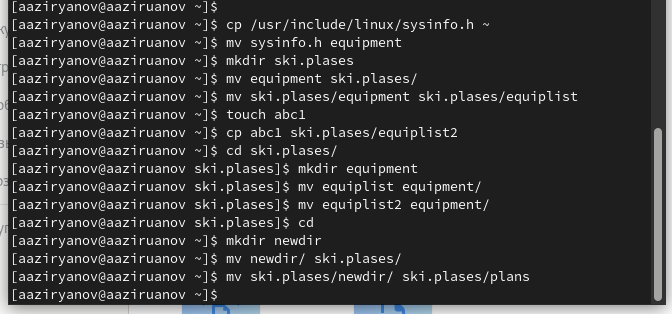 [aaziryanov@aaziruanov ~]$
[aaziryanov@aaziruanov ~]$ cp /usr/include/linux/sysinfo.h ~
[aaziryanov@aaziruanov ~]$ mv sysinfo.h equipment
[aaziryanov@aaziruanov ~]$ mkdir ski.plases
[aaziryanov@aaziruanov ~]$ mv equipment ski.plases/
[aaziryanov@aaziruanov ~]$ mv ski.plases/equipment ski.plases/equiplist
[aaziryanov@aaziruanov ~]$ touch abc1
[aaziryanov@aaziruanov ~]$ cp abc1 ski.plases/equiplist2
[aaziryanov@aaziruanov ~]$ cd ski.plases/
[aaziryanov@aaziruanov ski.plases]$ mkdir equipment
[aaziryanov@aaziruanov ski.plases]$ mv equiplist equipment/
[aaziryanov@aaziruanov ski.plases]$ mv equiplist2 equipment/
[aaziryanov@aaziruanov ski.plases]$ cd
[aaziryanov@aaziruanov ~]$ mkdir newdir
[aaziryanov@aaziruanov ~]$ mv newdir/ ski.plases/
[aaziryanov@aaziruanov ~]$ mv ski.plases/newdir/ ski.plases/plans
[aaziryanov@aaziruanov ~]$